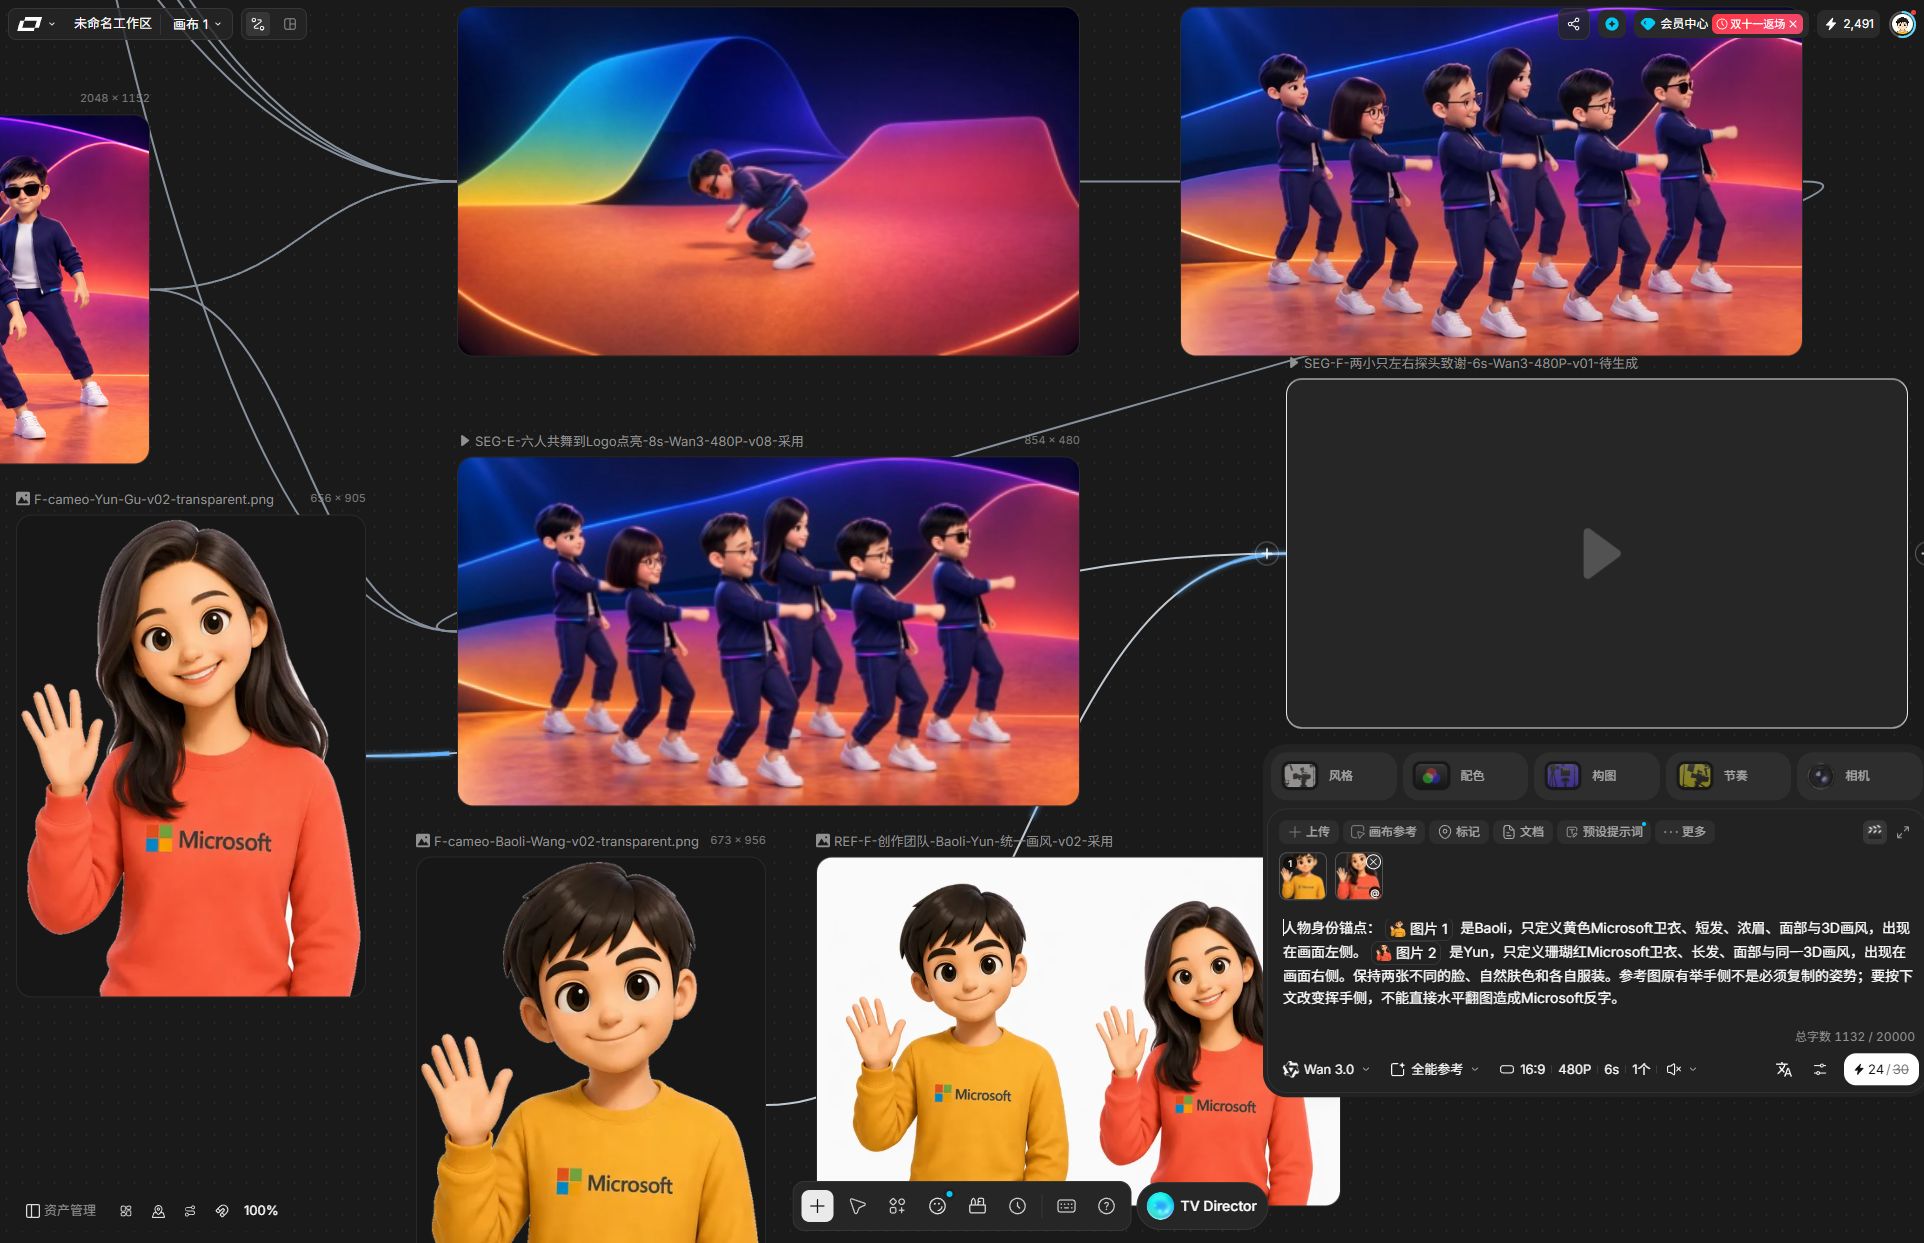 未命名工作区
画布 1
会员中心
双十一返场
2,491
2048 × 1152
SEG-F-两小只左右探头致谢-6s-Wan3-480P-v01-待生成
SEG-E-六人共舞到Logo点亮-8s-Wan3-480P-v08-采用
854 × 480
F-cameo-Yun-Gu-v02-transparent.png
656 × 905
Microsoft
F-cameo-Baoli-Wang-v02-transparent.png
673 × 956
Microsoft
REF-F-创作团队-Baoli-Yun-统一画风-v02-采用
Microsoft
Microsoft
风格
配色
构图
节奏
相机
上传
画布参考
标记
文档
预设提示词
更多
1
人物身份锚点： 图片 1 是Baoli，只定义黄色Microsoft卫衣、短发、浓眉、面部与3D画风，出现
在画面左侧。 图片 2 是Yun，只定义珊瑚红Microsoft卫衣、长发、面部与同一3D画风，出现在
画面右侧。保持两张不同的脸、自然肤色和各自服装。参考图原有举手侧不是必须复制的姿势；要按下
文改变挥手侧，不能直接水平翻图造成Microsoft反字。
总字数 1132 / 20000
Wan 3.0
全能参考
16:9
480P
6s
1个
24/30
资产管理
100%
TV Director